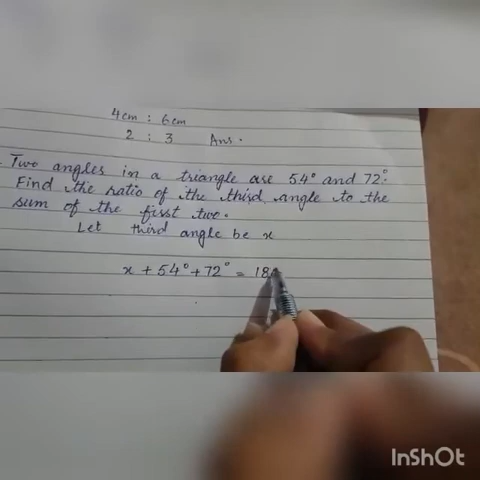 4cm : 6cm
2 : 3 Ans.
Two angles in a triangle are 54° and 72°.
Find the ratio of the third angle to the
sum of the first two.
Let third angle be x
x + 54° + 72° = 18
InShOt